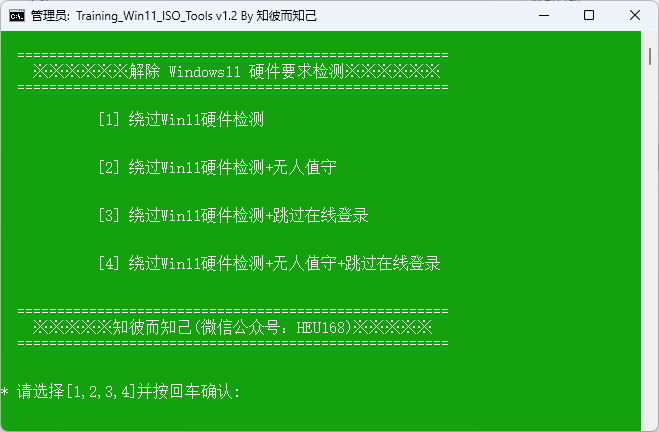 管理员: Training_Win11_ISO_Tools v1.2 By 知彼而知己
======================================================
※※※※※※解除 Windows11 硬件要求检测※※※※※※
======================================================
[1] 绕过Win11硬件检测
[2] 绕过Win11硬件检测+无人值守
[3] 绕过Win11硬件检测+跳过在线登录
[4] 绕过Win11硬件检测+无人值守+跳过在线登录
======================================================
※※※※※知彼而知己(微信公众号：HEU168)※※※※※
======================================================
* 请选择[1,2,3,4]并按回车确认: